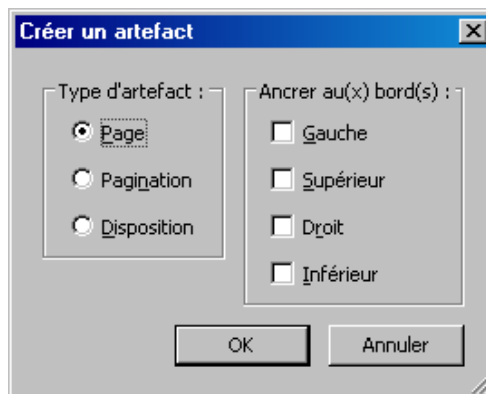 Créer un artefact
Type d'artefact :
Page
Pagination
Disposition
Ancrer au(x) bord(s) :
Gauche
Supérieur
Droit
Inférieur
OK
Annuler